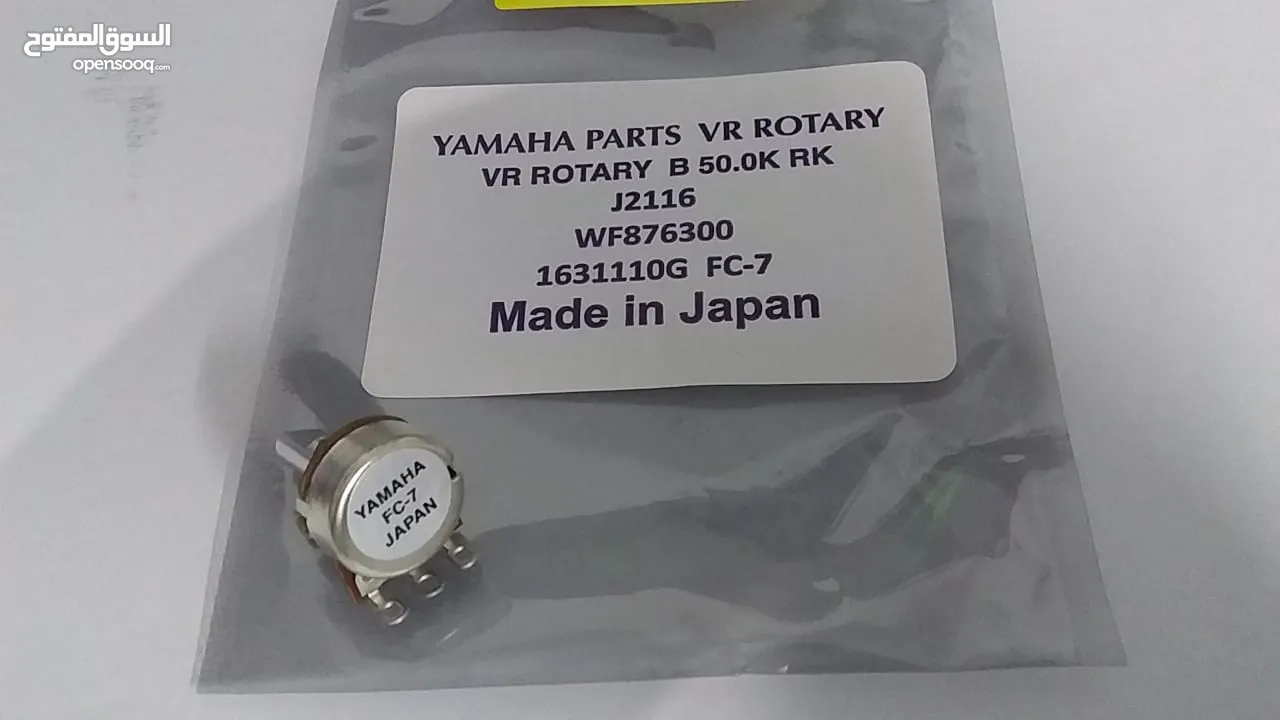 السوق المفتوح
opensooq.com
YAMAHA PARTS VR ROTARY
VR ROTARY B 50.0K RK
J2116
WF876300
1631110G FC-7
Made in Japan
YAMAHA
FC-7
JAPAN